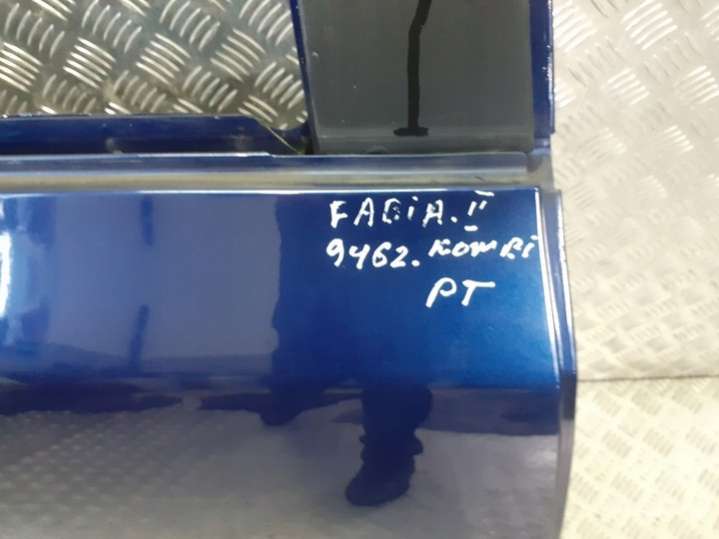 FABIA. II
9462. KOMBI
PT